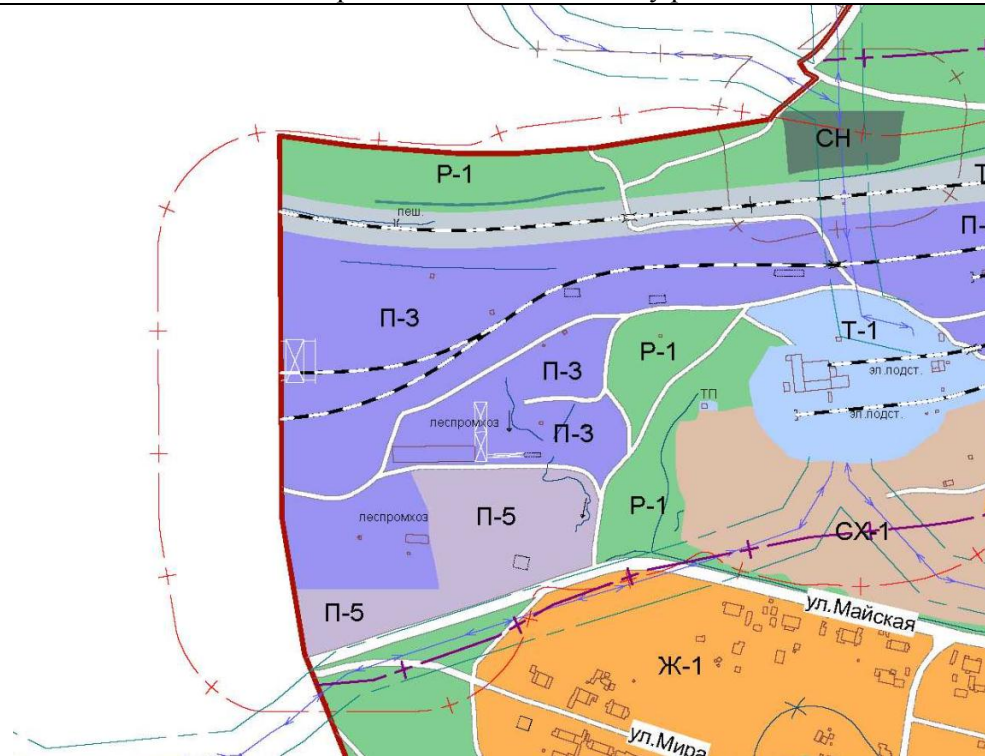 СН
Р-1
Т
пеш.
П-
П-3
Т-1
Р-1
П-3
эл.подст.
ТП
эл.подст.
леспромхоз
П-3
Р-1
леспромхоз
П-5
СХ-1
П-5
ул.Майская
Ж-1
ул.Мира